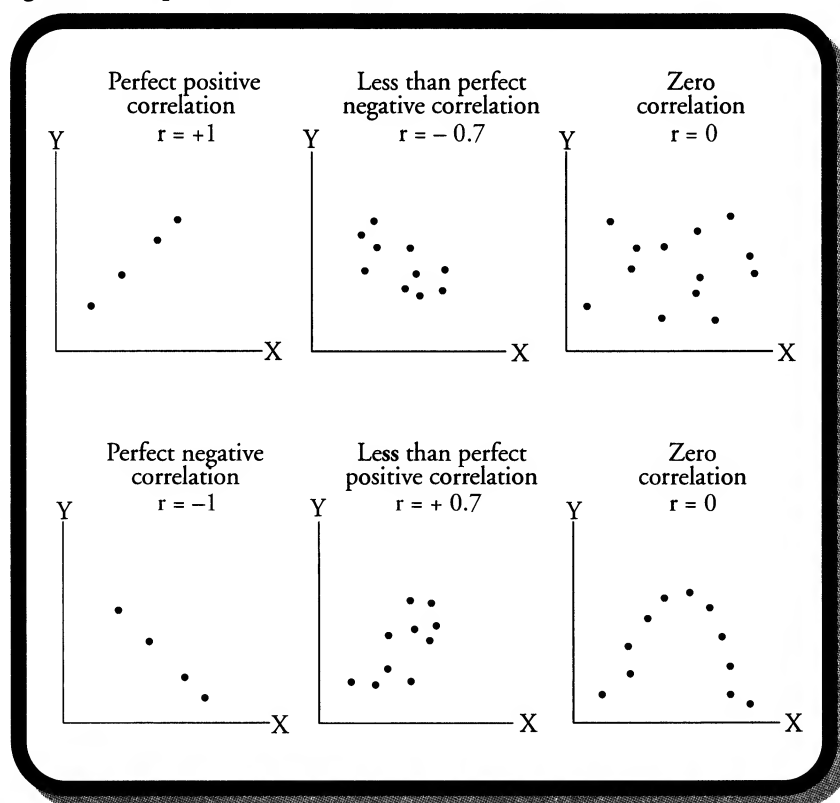 Perfect positive
correlation
r = +1
Y
X
Less than perfect
negative correlation
r = – 0.7
Y
X
Zero
correlation
r = 0
Y
X
Perfect negative
correlation
r = –1
Y
X
Less than perfect
positive correlation
r = + 0.7
Y
X
Zero
correlation
r = 0
Y
X